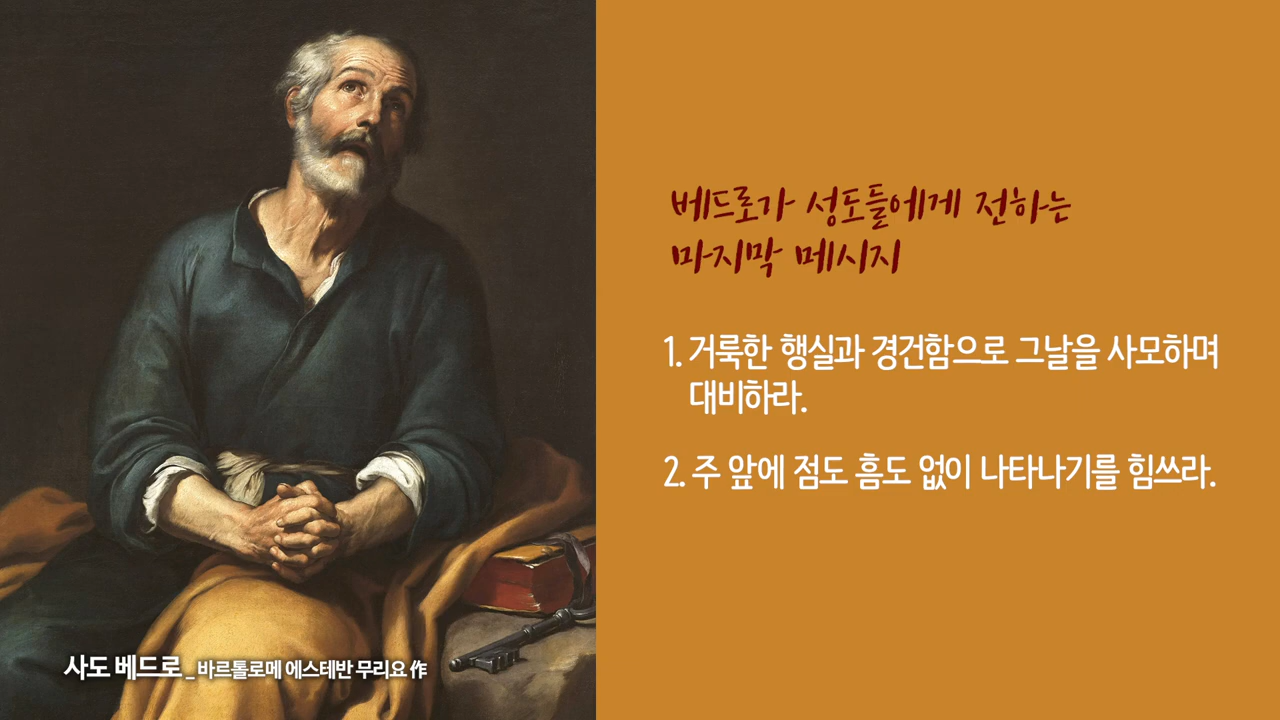 베드로가 성도들에게 전하는
마지막 메시지
1. 거룩한 행실과 경건함으로 그날을 사모하며
대비하라.
2. 주 앞에 점도 흠도 없이 나타나기를 힘쓰라.
사도 베드로 _ 바르톨로메 에스테반 무리요 作